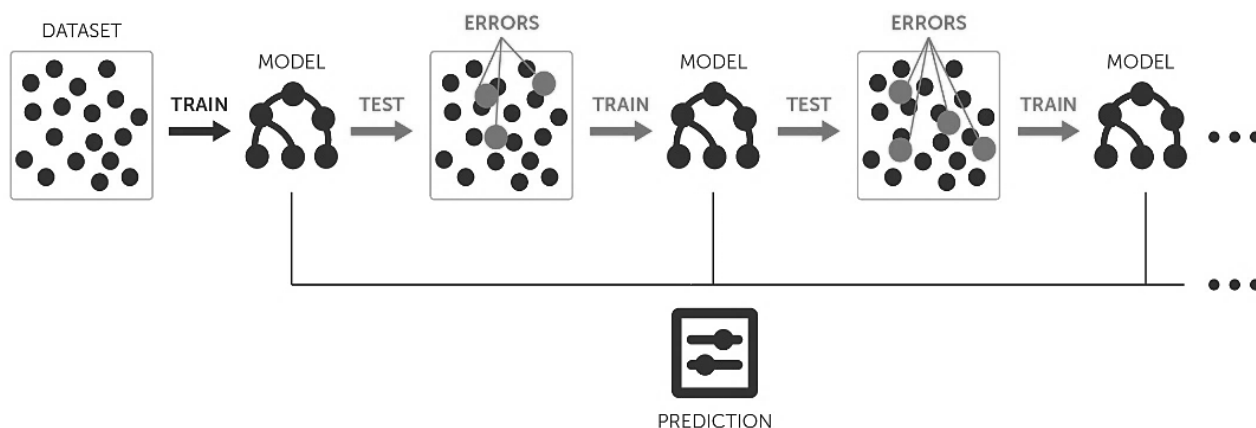 DATASET
TRAIN
MODEL
TEST
ERRORS
TRAIN
MODEL
TEST
ERRORS
TRAIN
MODEL
PREDICTION